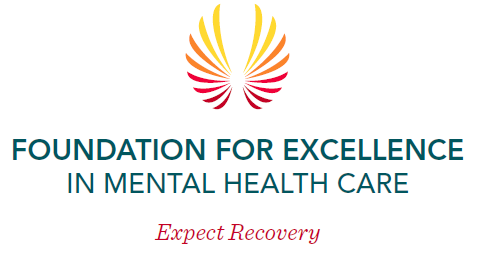 FOUNDATION FOR EXCELLENCE
IN MENTAL HEALTH CARE
Expect Recovery